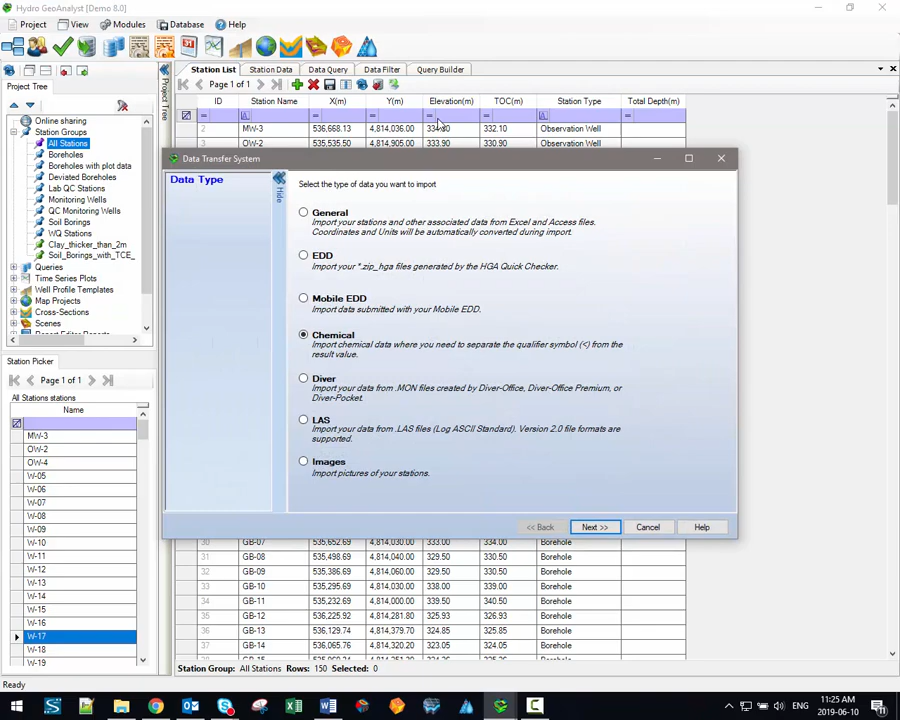 Hydro GeoAnalyst [Demo 8.0]
Project View Modules Database Help
Station List Station Data Data Query Data Filter Query Builder
Page 1 of 1
Project Tree
Project Tree
ID Station Name X(m) Y(m) Elevation(m) TOC(m) Station Type Total Depth(m)
2 MW-3 536,668.13 4,814,036.00 332.10 Observation Well
3 OW-2 535,535.50 4,814,905.00 333.90 330.90 Observation Well
Online sharing
Station Groups
All Stations
Boreholes
Boreholes with plot data
Deviated Boreholes
Lab QC Stations
Monitoring Wells
QC Monitoring Wells
Soil Borings
WQ Stations
Clay_thicker_than_2m
Soil_Borings_with_TCE_
Queries
Time Series Plots
Well Profile Templates
Map Projects
Cross-Sections
Scenes
Station Picker
Page 1 of 1
All Stations stations
Name
MW-3
OW-2
OW-4
W-05
W-06
W-07
W-08
W-09
W-10
W-11
W-12
W-13
W-14
W-15
W-16
W-17
W-18
W-19
Data Transfer System
Data Type
Hide
Select the type of data you want to import
General
Import your stations and other associated data from Excel and Access files.
Coordinates and Units will be automatically converted during import.
EDD
Import your *.zip_hga files generated by the HGA Quick Checker.
Mobile EDD
Import data submitted with your Mobile EDD.
Chemical
Import chemical data where you need to separate the qualifier symbol (<) from the
result value.
Diver
Import your data from .MON files created by Diver-Office, Diver-Office Premium, or
Diver-Pocket.
LAS
Import your data from .LAS files (Log ASCII Standard). Version 2.0 file formats are
supported.
Images
Import pictures of your stations.
<< Back Next >> Cancel Help
30 GB-07 535,652.69 4,814,030.00 333.00 334.00 Borehole
31 GB-08 535,498.69 4,814,040.00 329.50 330.50 Borehole
32 GB-09 535,386.69 4,814,060.00 329.50 330.50 Borehole
33 GB-10 535,295.69 4,814,030.00 338.00 339.00 Borehole
34 GB-11 535,232.69 4,814,000.00 339.50 340.50 Borehole
35 GB-12 536,225.92 4,814,281.80 325.93 326.93 Borehole
36 GB-13 536,129.74 4,814,379.70 324.85 325.85 Borehole
37 GB-14 536,065.76 4,814,320.20 323.05 324.05 Borehole
Station Group: All Stations Rows: 150 Selected: 0
Ready
ENG
11:25 AM
2019-06-10